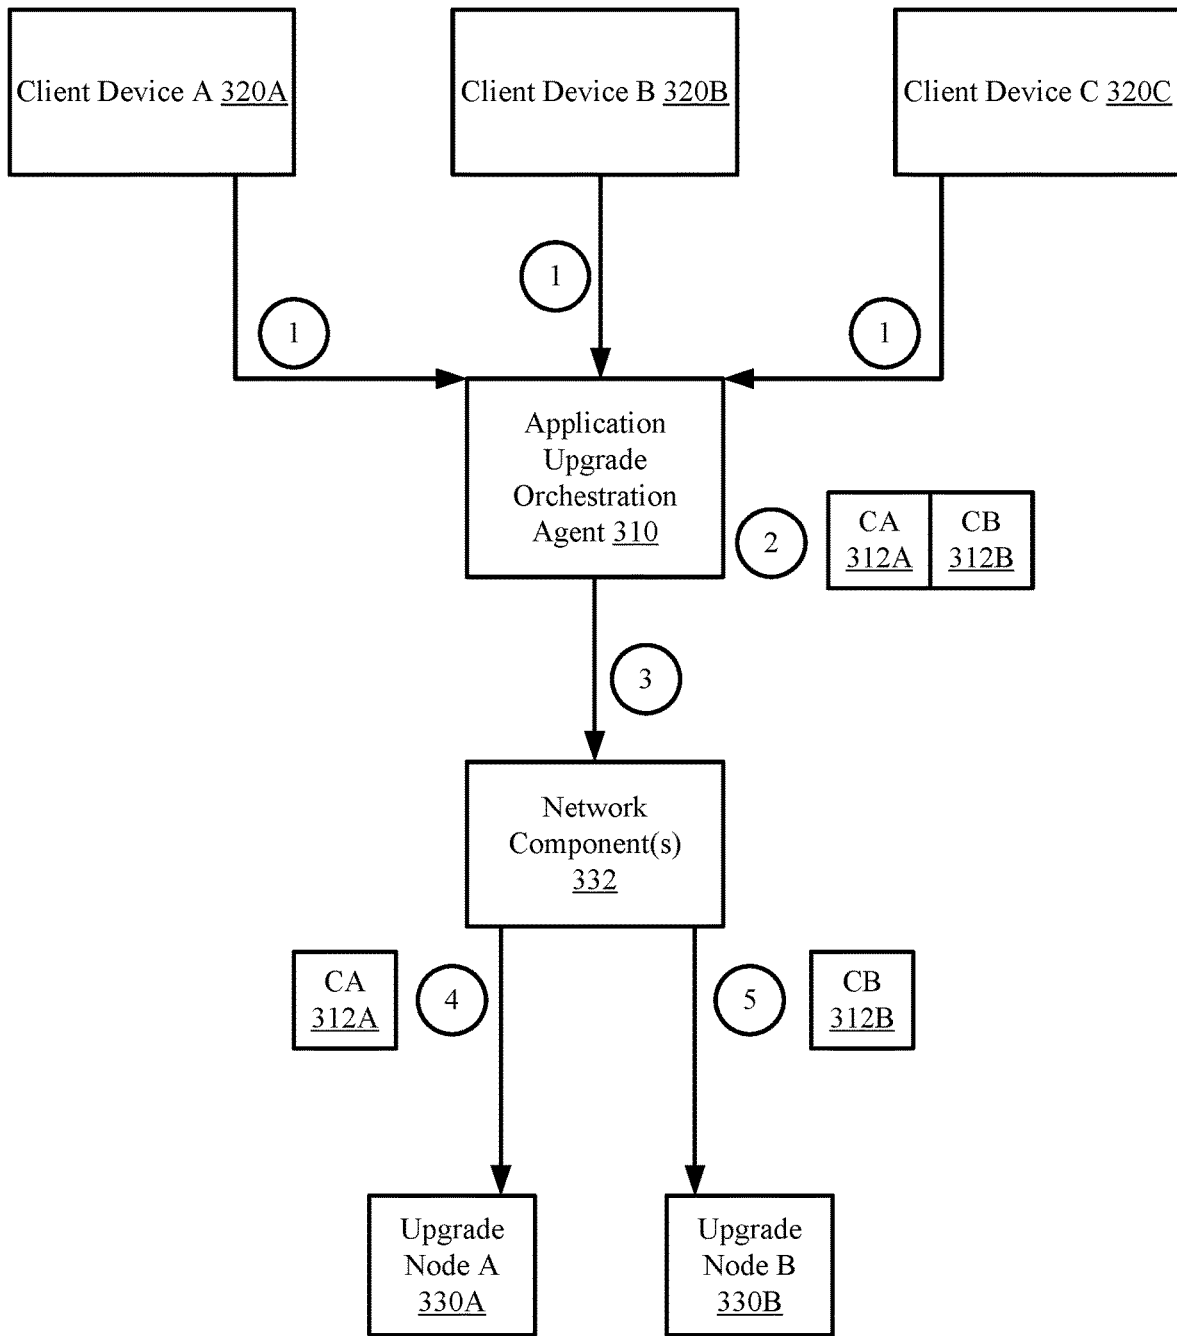 Client Device A 320A
Client Device B 320B
Client Device C 320C
1
1
1
Application
Upgrade
Orchestration
Agent 310
2
CA
312A
CB
312B
3
Network
Component(s)
332
CA
312A
4
5
CB
312B
Upgrade
Node A
330A
Upgrade
Node B
330B